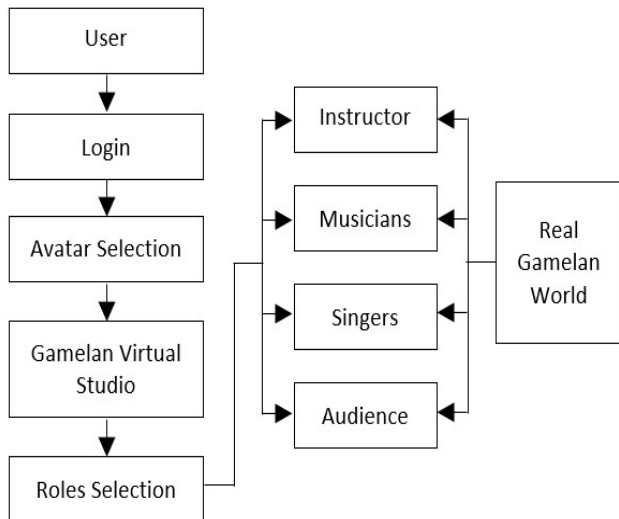 User
Login
Avatar Selection
Gamelan Virtual
Studio
Roles Selection
Instructor
Musicians
Singers
Audience
Real
Gamelan
World